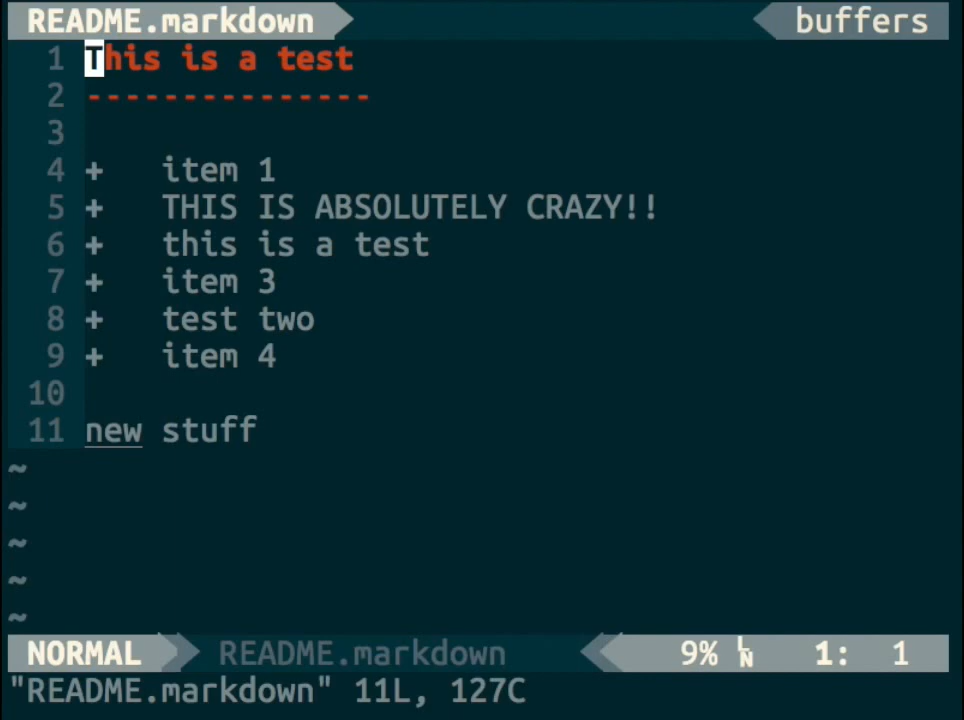 README.markdown buffers
1 This is a test
2 ---------------
3
4 +   item 1
5 +   THIS IS ABSOLUTELY CRAZY!!
6 +   this is a test
7 +   item 3
8 +   test two
9 +   item 4
10
11 new stuff
~
~
~
~
~
NORMAL README.markdown 9% LN 1: 1
"README.markdown" 11L, 127C